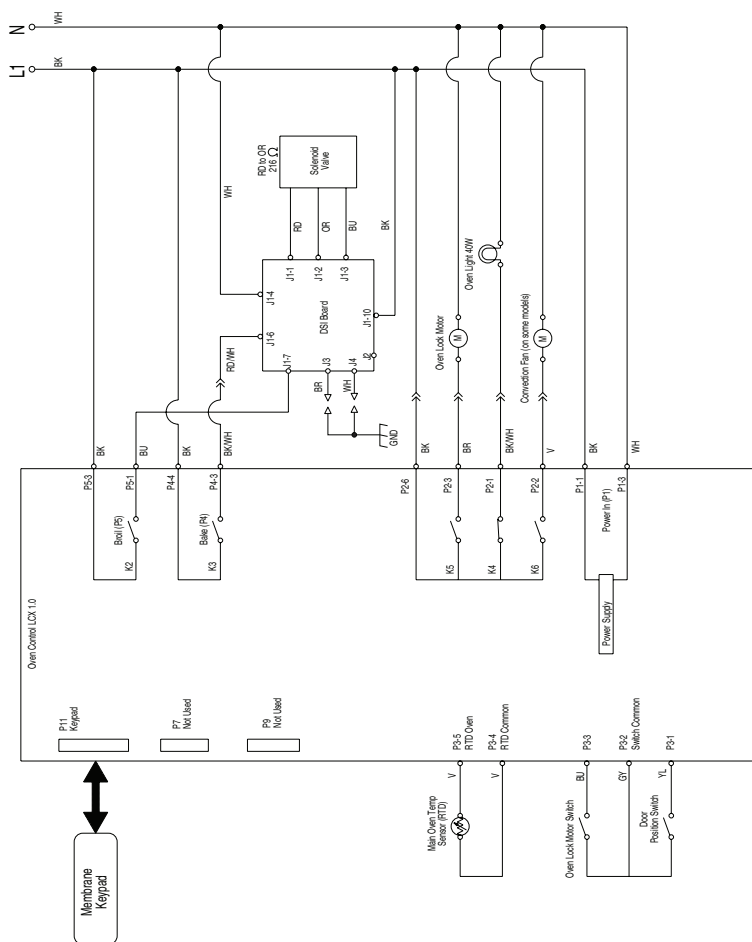 N
WH
L1
BK
RD to OR
216 Ω
Solenoid
Valve
WH
RD
OR
BU
BK
J1-1
J1-2
J1-3
J1-4
DSI Board
J1-10
J1-6
J1-7
J3
J4
J2
RD/WH
BR
WH
GND
Oven Lock Motor
M
Oven Light 40W
Convection Fan (on some models)
M
BK
BU
BK
BK/WH
BK
BR
BK/WH
V
BK
WH
P5-3
P5-1
P4-4
P4-3
P2-6
P2-3
P2-1
P2-2
P1-1
P1-3
Broil (P5)
Bake (P4)
Power In (P1)
K2
K3
K5
K4
K6
Power Supply
Oven Control LCX 1.0
P11
Keypad
P7
Not Used
P9
Not Used
P3-5
RTD Oven
P3-4
RTD Common
P3-3
P3-2
Switch Common
P3-1
V
V
BU
GY
YL
Main Oven Temp
Sensor (RTD)
Oven Lock Motor Switch
Door
Position Switch
Membrane
Keypad